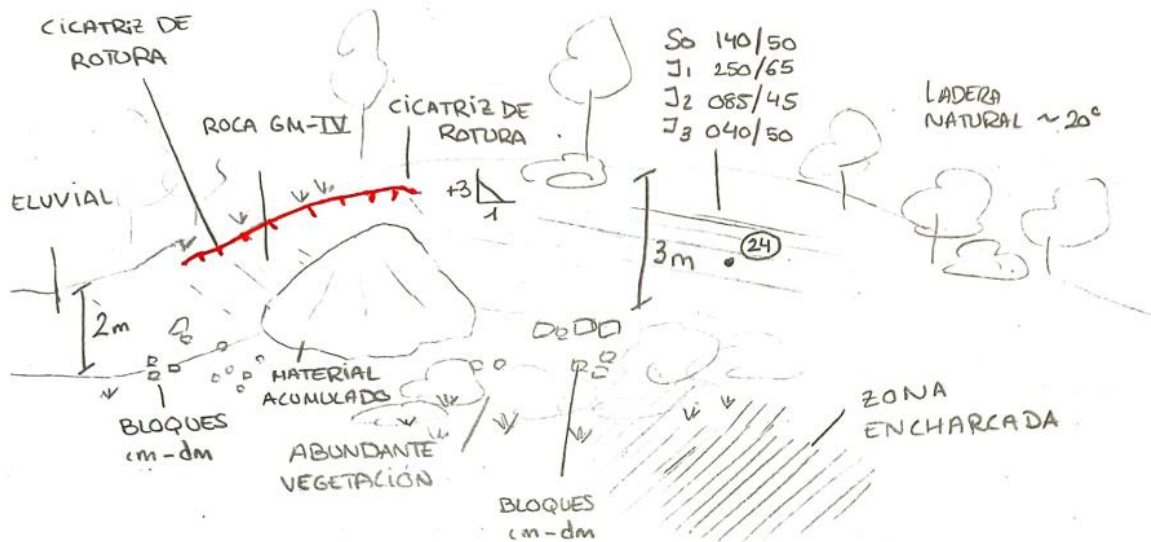 CICATRIZ DE
ROTURA
ROCA GM-IV
CICATRIZ DE
ROTURA
ELUVIAL
+3
1
S0 140/50
J1 250/65
J2 085/45
J3 040/50
LADERA
NATURAL ~20°
24
3m
2m
MATERIAL
ACUMULADO
BLOQUES
cm-dm
ABUNDANTE
VEGETACIÓN
BLOQUES
cm-dm
ZONA
ENCHARCADA